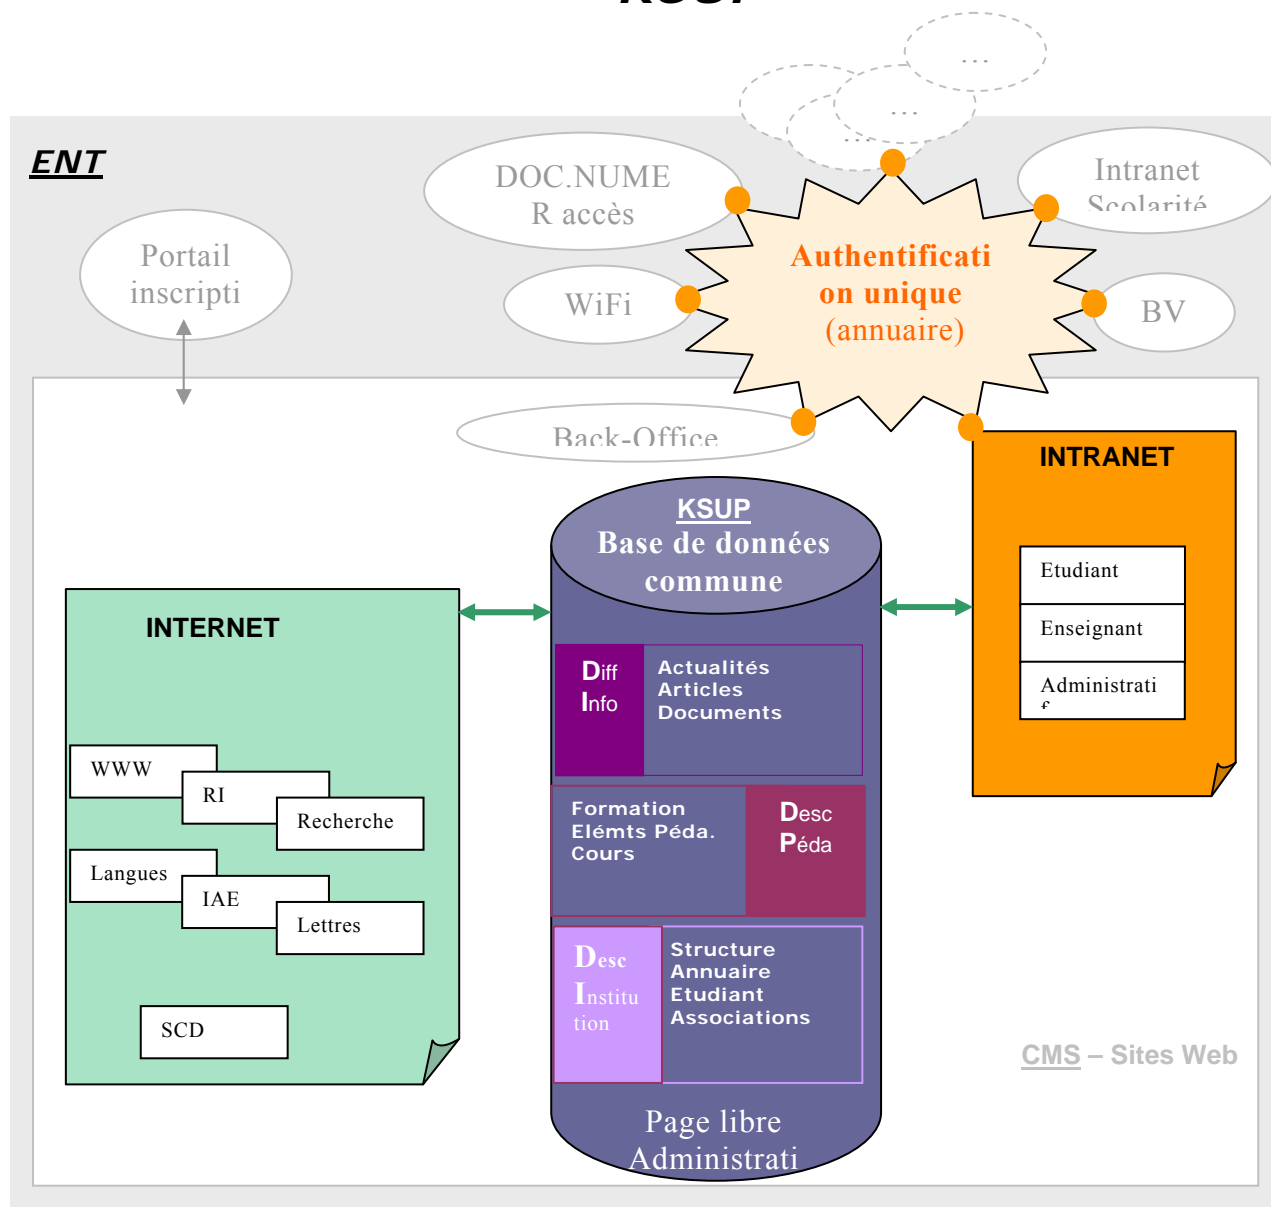 KSUP
...
...
...
ENT
DOC.NUME
R accès
Intranet
Scolarité
Portail
inscripti
WiFi
Authentificati
on unique
(annuaire)
BV
Back-Office
INTRANET
KSUP
Base de données
commune
Etudiant
Enseignant
Administrati
f
INTERNET
Diff
Info
Actualités
Articles
Documents
WWW
RI
Recherche
Formation
Elémts Péda.
Cours
Desc
Péda
Langues
IAE
Lettres
Desc
Institu
tion
Structure
Annuaire
Etudiant
Associations
SCD
CMS – Sites Web
Page libre
Administrati